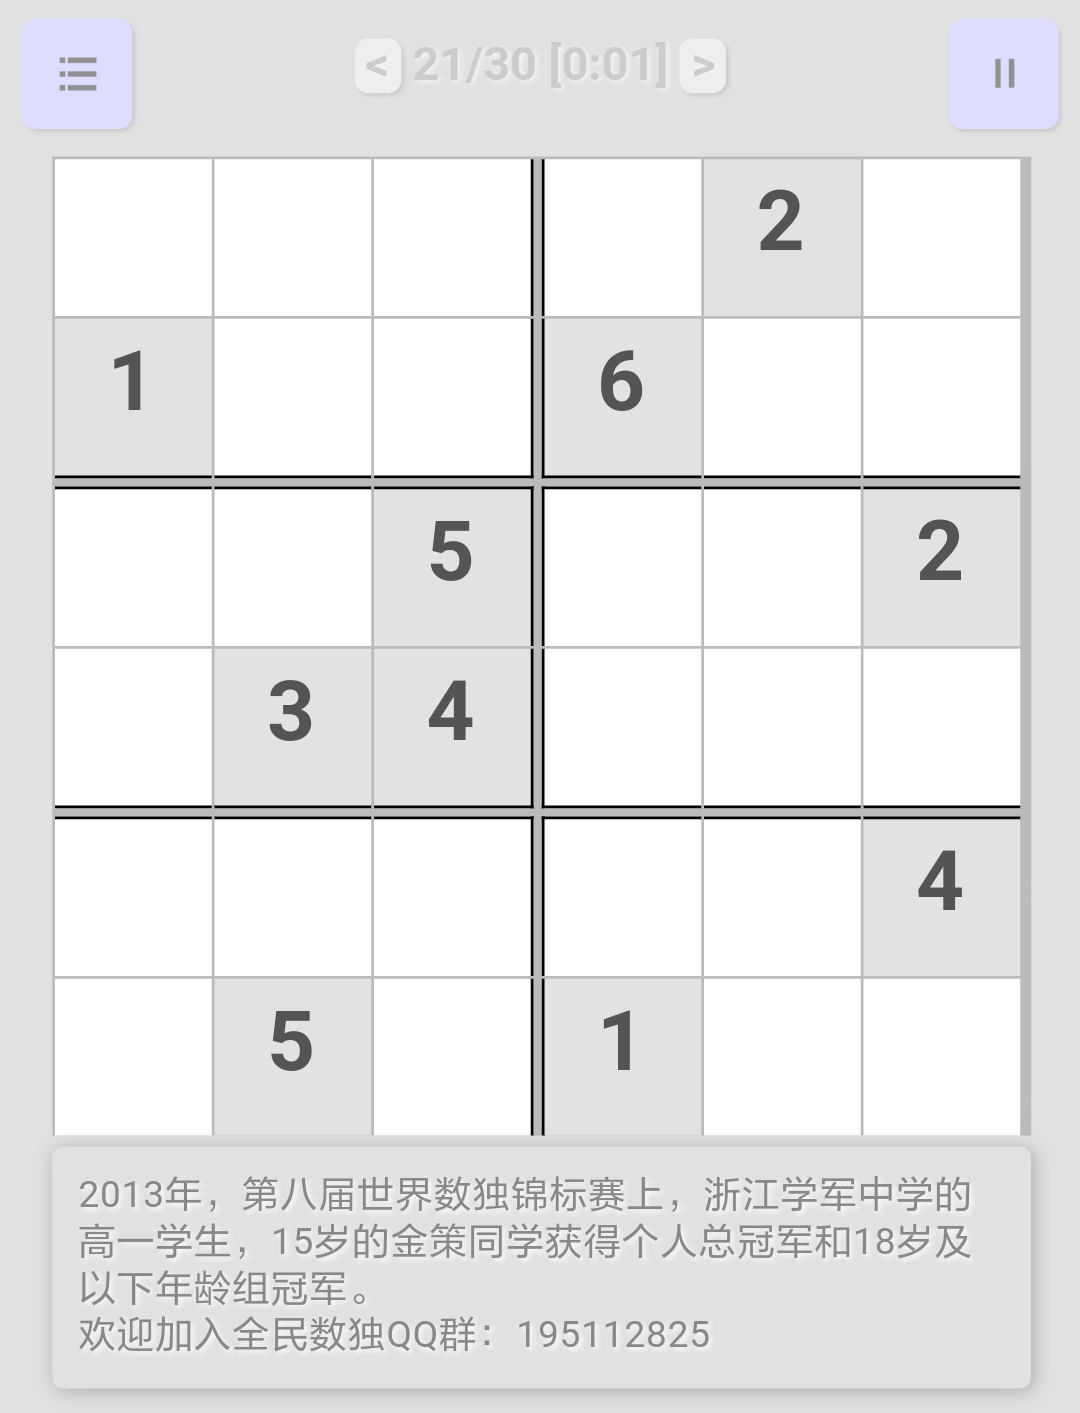 < 21/30 [0:01] >
2
1 6
5 2
3 4
4
5 1
2013年，第八届世界数独锦标赛上，浙江学军中学的
高一学生，15岁的金策同学获得个人总冠军和18岁及
以下年龄组冠军。
欢迎加入全民数独QQ群：195112825